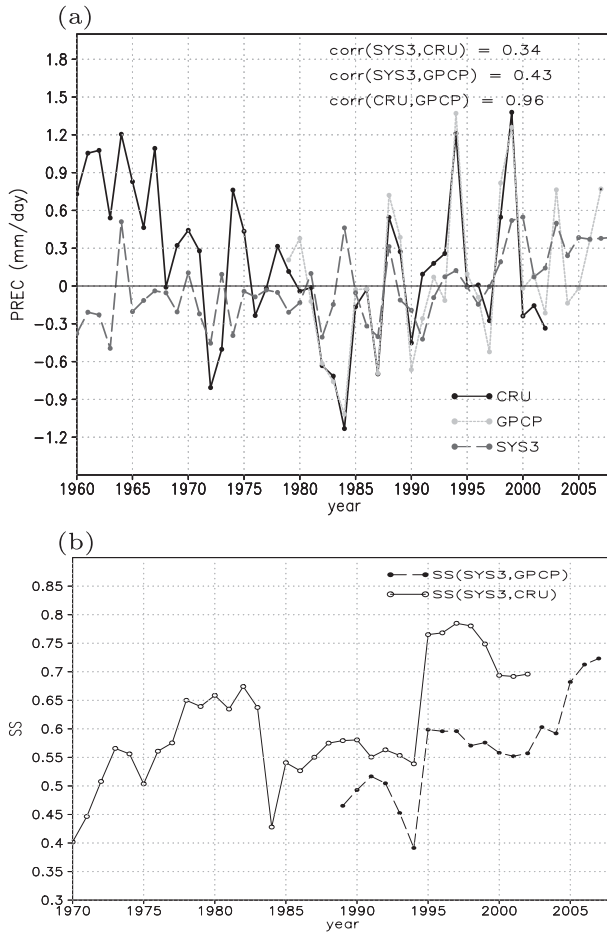 (a)
corr(SYS3,CRU) = 0.34
corr(SYS3,GPCP) = 0.43
corr(CRU,GPCP) = 0.96
1.8
1.5
1.2
0.9
0.6
0.3
0
-0.3
-0.6
-0.9
-1.2
PREC (mm/day)
CRU
GPCP
SYS3
1960 1965 1970 1975 1980 1985 1990 1995 2000 2005
year
(b)
SS(SYS3,GPCP)
SS(SYS3,CRU)
0.85
0.8
0.75
0.7
0.65
0.6
0.55
0.5
0.45
0.4
0.35
0.3
SS
1970 1975 1980 1985 1990 1995 2000 2005
year